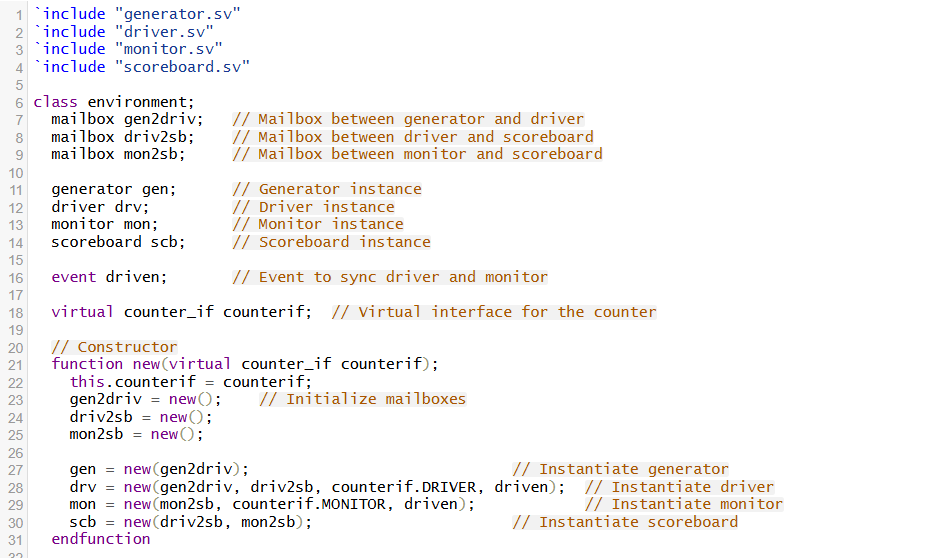 1 `include "generator.sv"
2 `include "driver.sv"
3 `include "monitor.sv"
4 `include "scoreboard.sv"
5
6 class environment;
7 mailbox gen2driv; // Mailbox between generator and driver
8 mailbox driv2sb; // Mailbox between driver and scoreboard
9 mailbox mon2sb; // Mailbox between monitor and scoreboard
10
11 generator gen; // Generator instance
12 driver drv; // Driver instance
13 monitor mon; // Monitor instance
14 scoreboard scb; // Scoreboard instance
15
16 event driven; // Event to sync driver and monitor
17
18 virtual counter_if counterif; // Virtual interface for the counter
19
20 // Constructor
21 function new(virtual counter_if counterif);
22 this.counterif = counterif;
23 gen2driv = new(); // Initialize mailboxes
24 driv2sb = new();
25 mon2sb = new();
26
27 gen = new(gen2driv); // Instantiate generator
28 drv = new(gen2driv, driv2sb, counterif.DRIVER, driven); // Instantiate driver
29 mon = new(mon2sb, counterif.MONITOR, driven); // Instantiate monitor
30 scb = new(driv2sb, mon2sb); // Instantiate scoreboard
31 endfunction
32